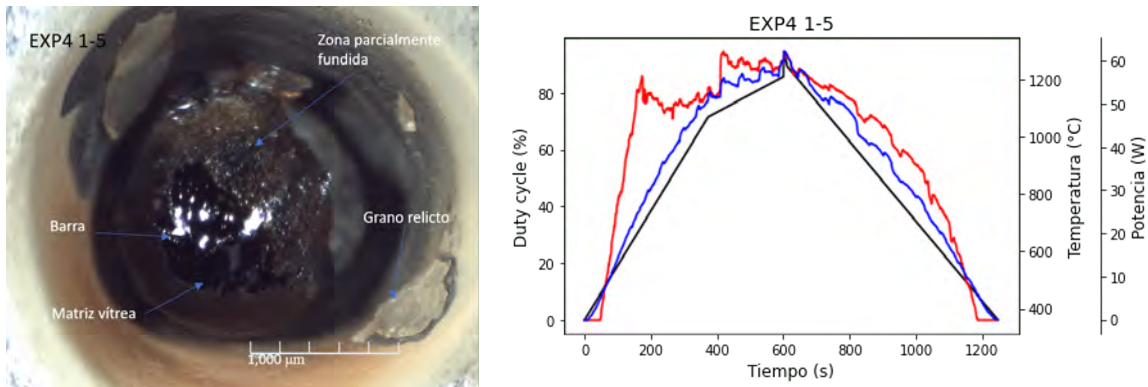 EXP4 1-5
Zona parcialmente
fundida
Barra
Grano relicto
Matriz vítrea
1,000 µm
EXP4 1-5
Duty cycle (%)
80
60
40
20
0
0
200
400
600
800
1000
1200
Tiempo (s)
1200
1000
800
600
400
Temperatura (°C)
60
50
40
30
20
10
0
Potencia (W)